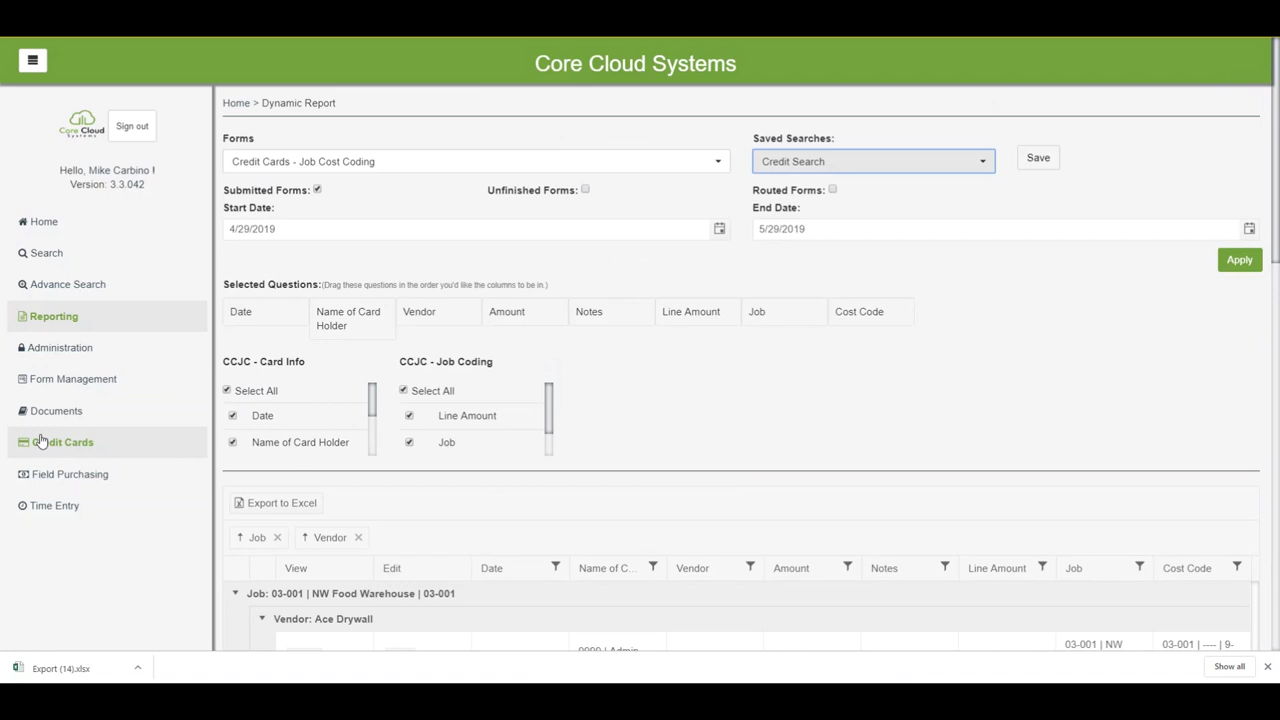 Core Cloud Systems
Core Cloud
Systems
Sign out
Hello, Mike Carbino !
Version: 3.3.042
Home
Search
Advance Search
Reporting
Administration
Form Management
Documents
Credit Cards
Field Purchasing
Time Entry
Home > Dynamic Report
Forms
Saved Searches:
Credit Cards - Job Cost Coding
Credit Search
Save
Submitted Forms:
Unfinished Forms:
Routed Forms:
Start Date:
End Date:
4/29/2019
5/29/2019
Apply
Selected Questions:(Drag these questions in the order you'd like the columns to be in.)
Date
Name of Card
Holder
Vendor
Amount
Notes
Line Amount
Job
Cost Code
CCJC - Card Info
CCJC - Job Coding
Select All
Select All
Date
Line Amount
Name of Card Holder
Job
Export to Excel
↑ Job ×
↑ Vendor ×
View
Edit
Date
Name of C...
Vendor
Amount
Notes
Line Amount
Job
Cost Code
Job: 03-001 | NW Food Warehouse | 03-001
Vendor: Ace Drywall
03-001 | NW
03-001 | ---- | 9-
Export (14).xlsx
Show all